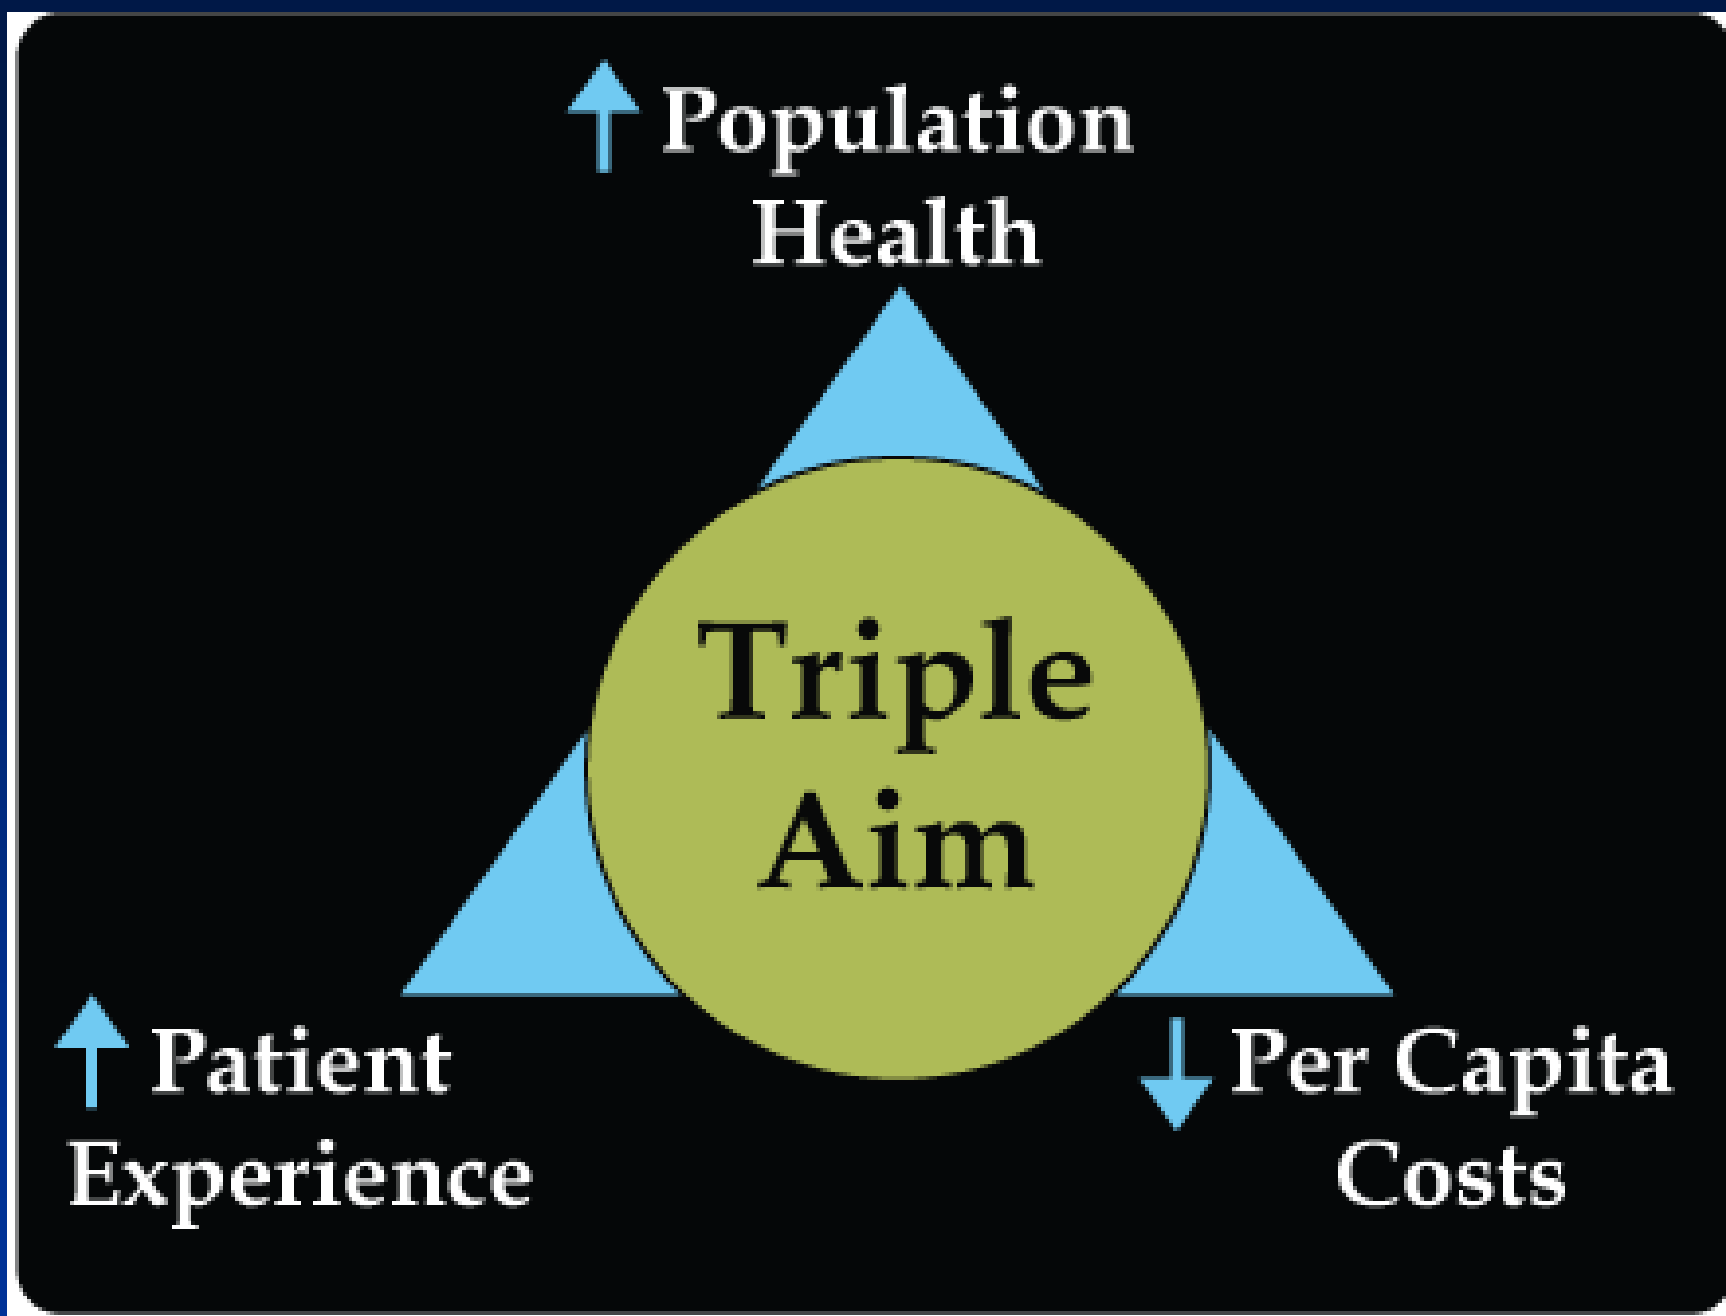 Population
Health
Triple
Aim
Patient
Experience
Per Capita
Costs